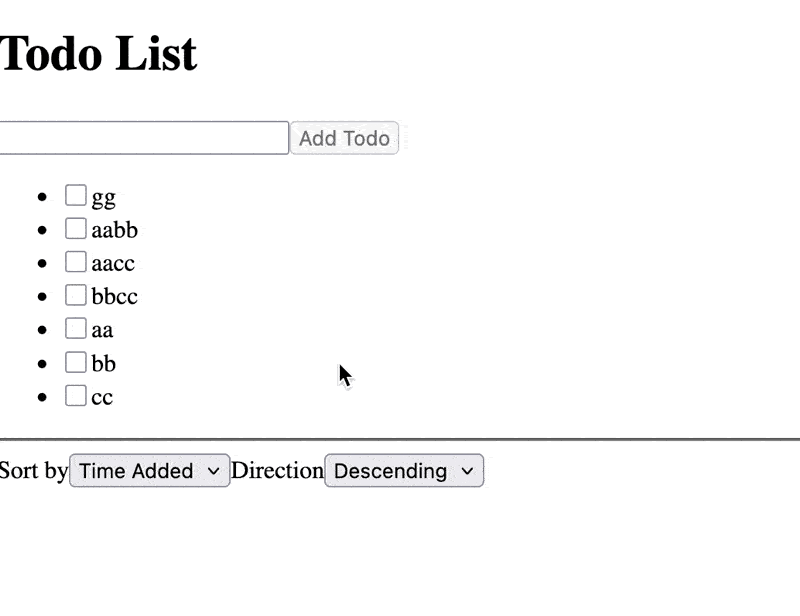 Todo List
Add Todo
gg
aabb
aacc
bbcc
aa
bb
cc
Sort by Time Added Direction Descending